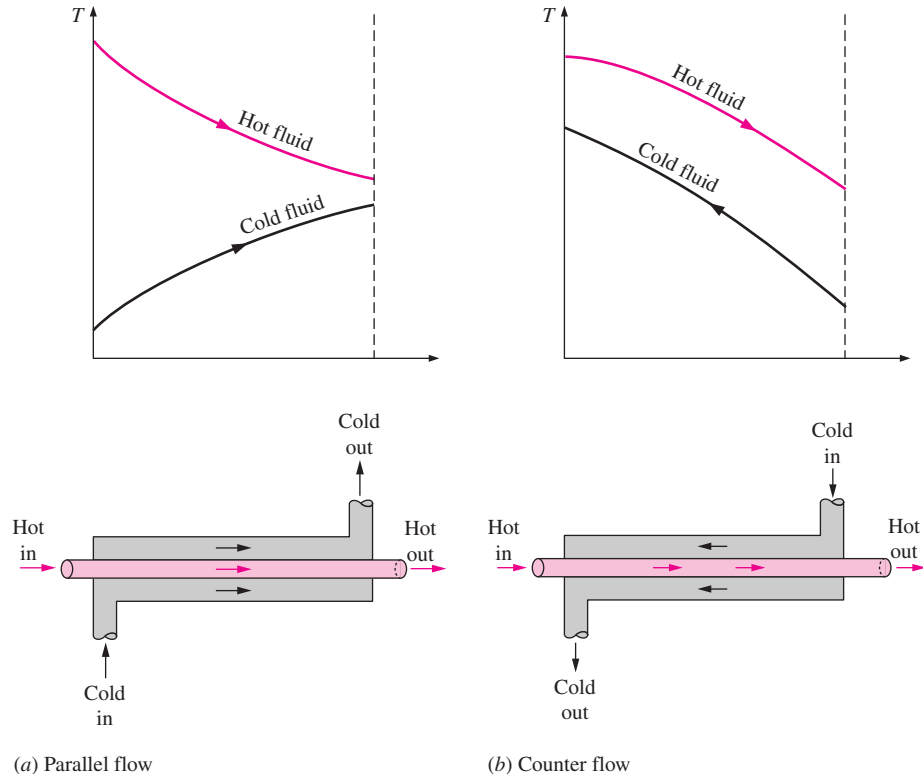 T
Hot fluid
Cold fluid
Cold
out
Hot
in
Hot
out
Cold
in
(a) Parallel flow
T
Hot fluid
Cold fluid
Cold
in
Hot
in
Hot
out
Cold
out
(b) Counter flow